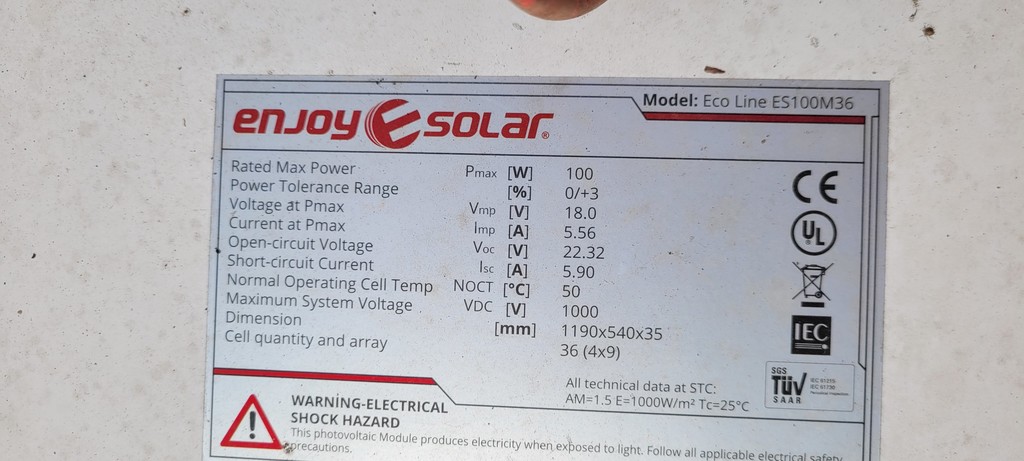 Model: Eco Line ES100M36
enjoy solar®
Rated Max Power Pmax [W] 100
Power Tolerance Range [%] 0/+3
Voltage at Pmax Vmp [V] 18.0
Current at Pmax Imp [A] 5.56
Open-circuit Voltage Voc [V] 22.32
Short-circuit Current Isc [A] 5.90
Normal Operating Cell Temp NOCT [°C] 50
Maximum System Voltage VDC [V] 1000
Dimension [mm] 1190x540x35
Cell quantity and array 36 (4x9)
CE
UL
IEC
SGS
TÜV
SAAR
All technical data at STC:
AM=1.5 E=1000W/m² Tc=25°C
WARNING-ELECTRICAL
SHOCK HAZARD
This photovoltaic Module produces electricity when exposed to light. Follow all applicable electrical safety
precautions.